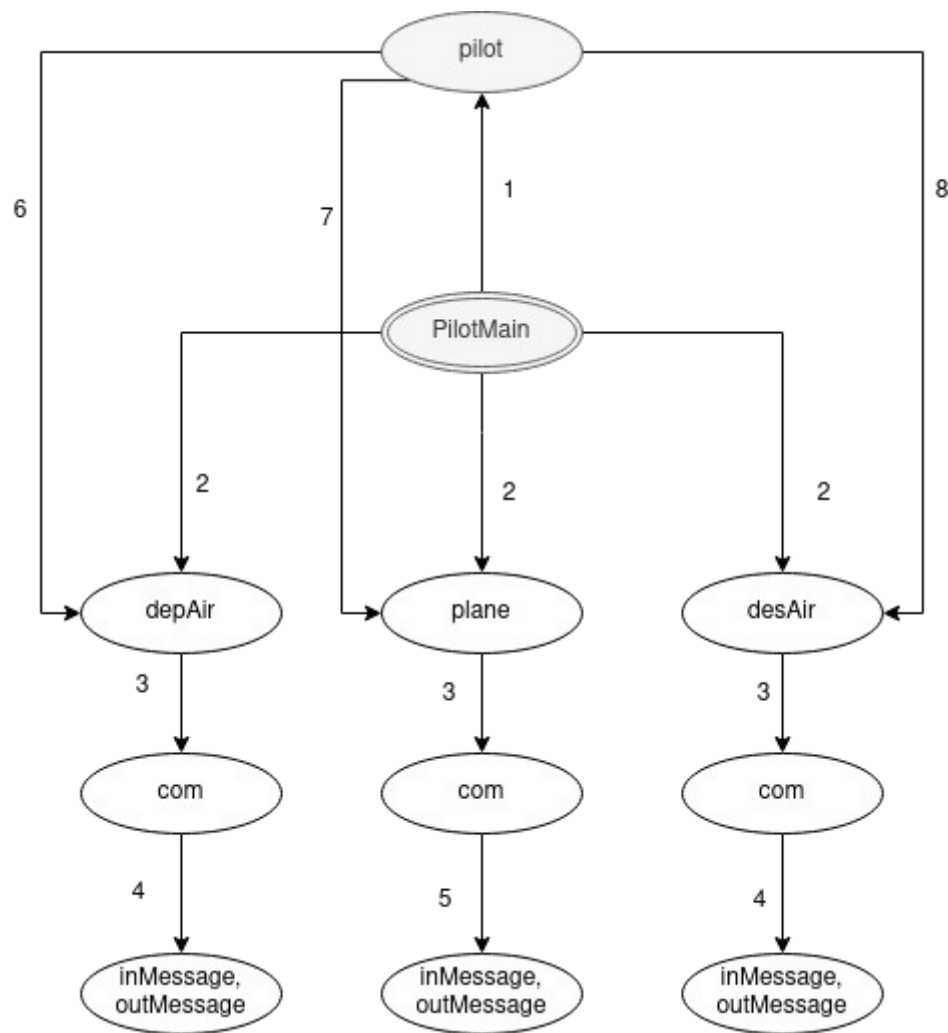 pilot
6
7
1
8
PilotMain
2
2
2
depAir
plane
desAir
3
3
3
com
com
com
4
5
4
inMessage,
outMessage
inMessage,
outMessage
inMessage,
outMessage